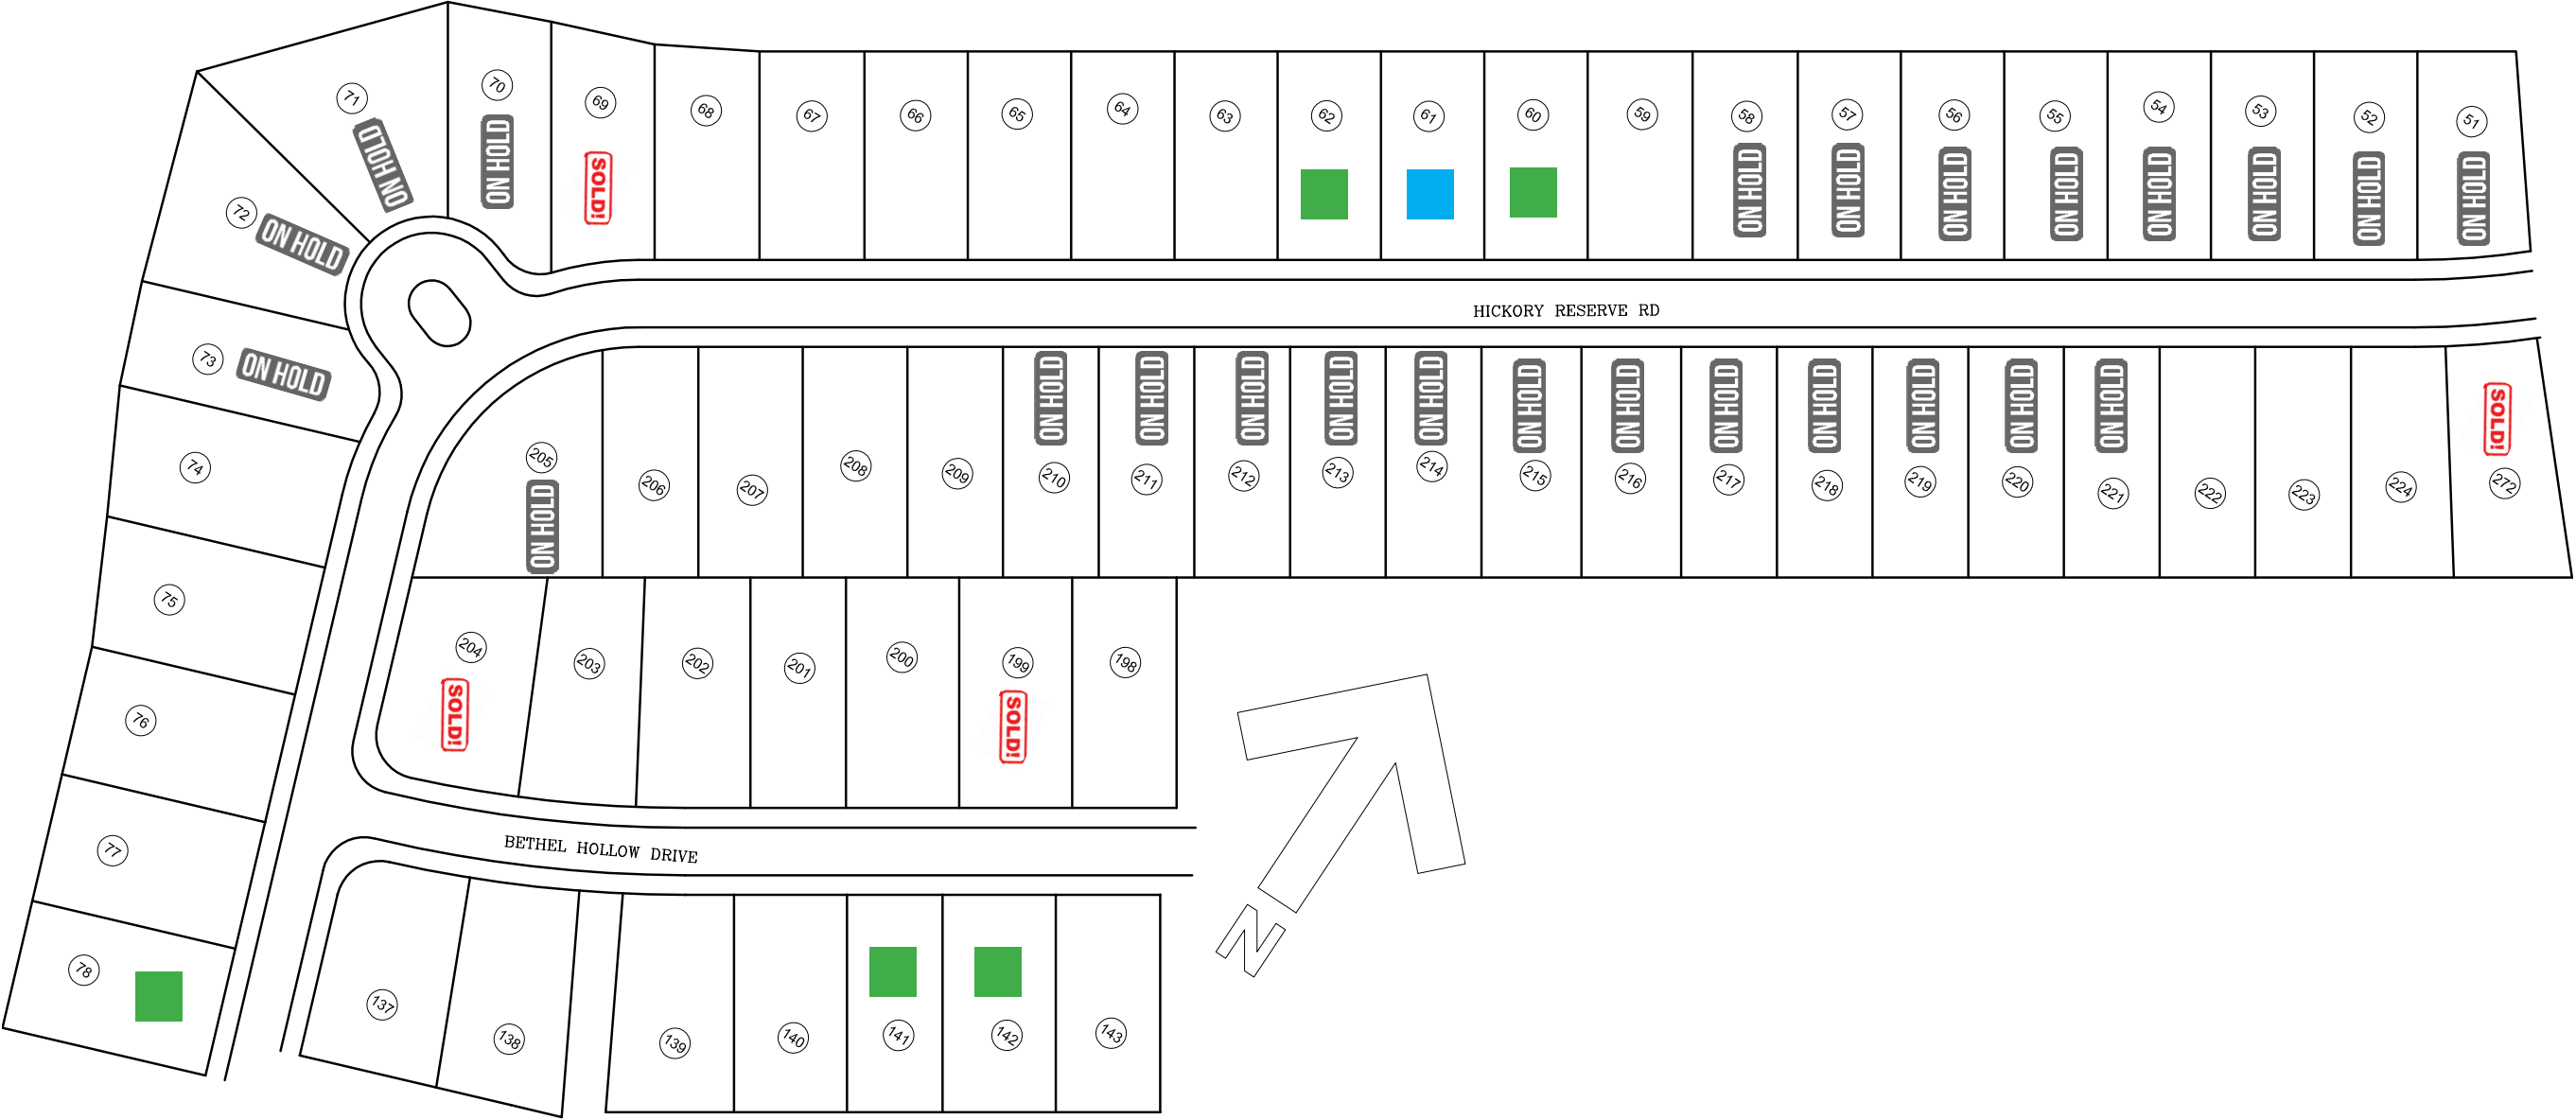 71
ON HOLD
70
ON HOLD
69
SOLD!
68
67
66
65
64
63
62
61
60
59
58
ON HOLD
57
ON HOLD
56
ON HOLD
55
ON HOLD
54
ON HOLD
53
ON HOLD
52
ON HOLD
51
ON HOLD
72
ON HOLD
73
ON HOLD
74
75
76
77
78
HICKORY RESERVE RD
205
ON HOLD
206
207
208
209
ON HOLD
210
ON HOLD
211
ON HOLD
212
ON HOLD
213
ON HOLD
214
ON HOLD
215
ON HOLD
216
ON HOLD
217
ON HOLD
218
ON HOLD
219
ON HOLD
220
ON HOLD
221
222
223
224
SOLD!
272
204
SOLD!
203
202
201
200
199
SOLD!
198
BETHEL HOLLOW DRIVE
N
137
138
139
140
141
142
143